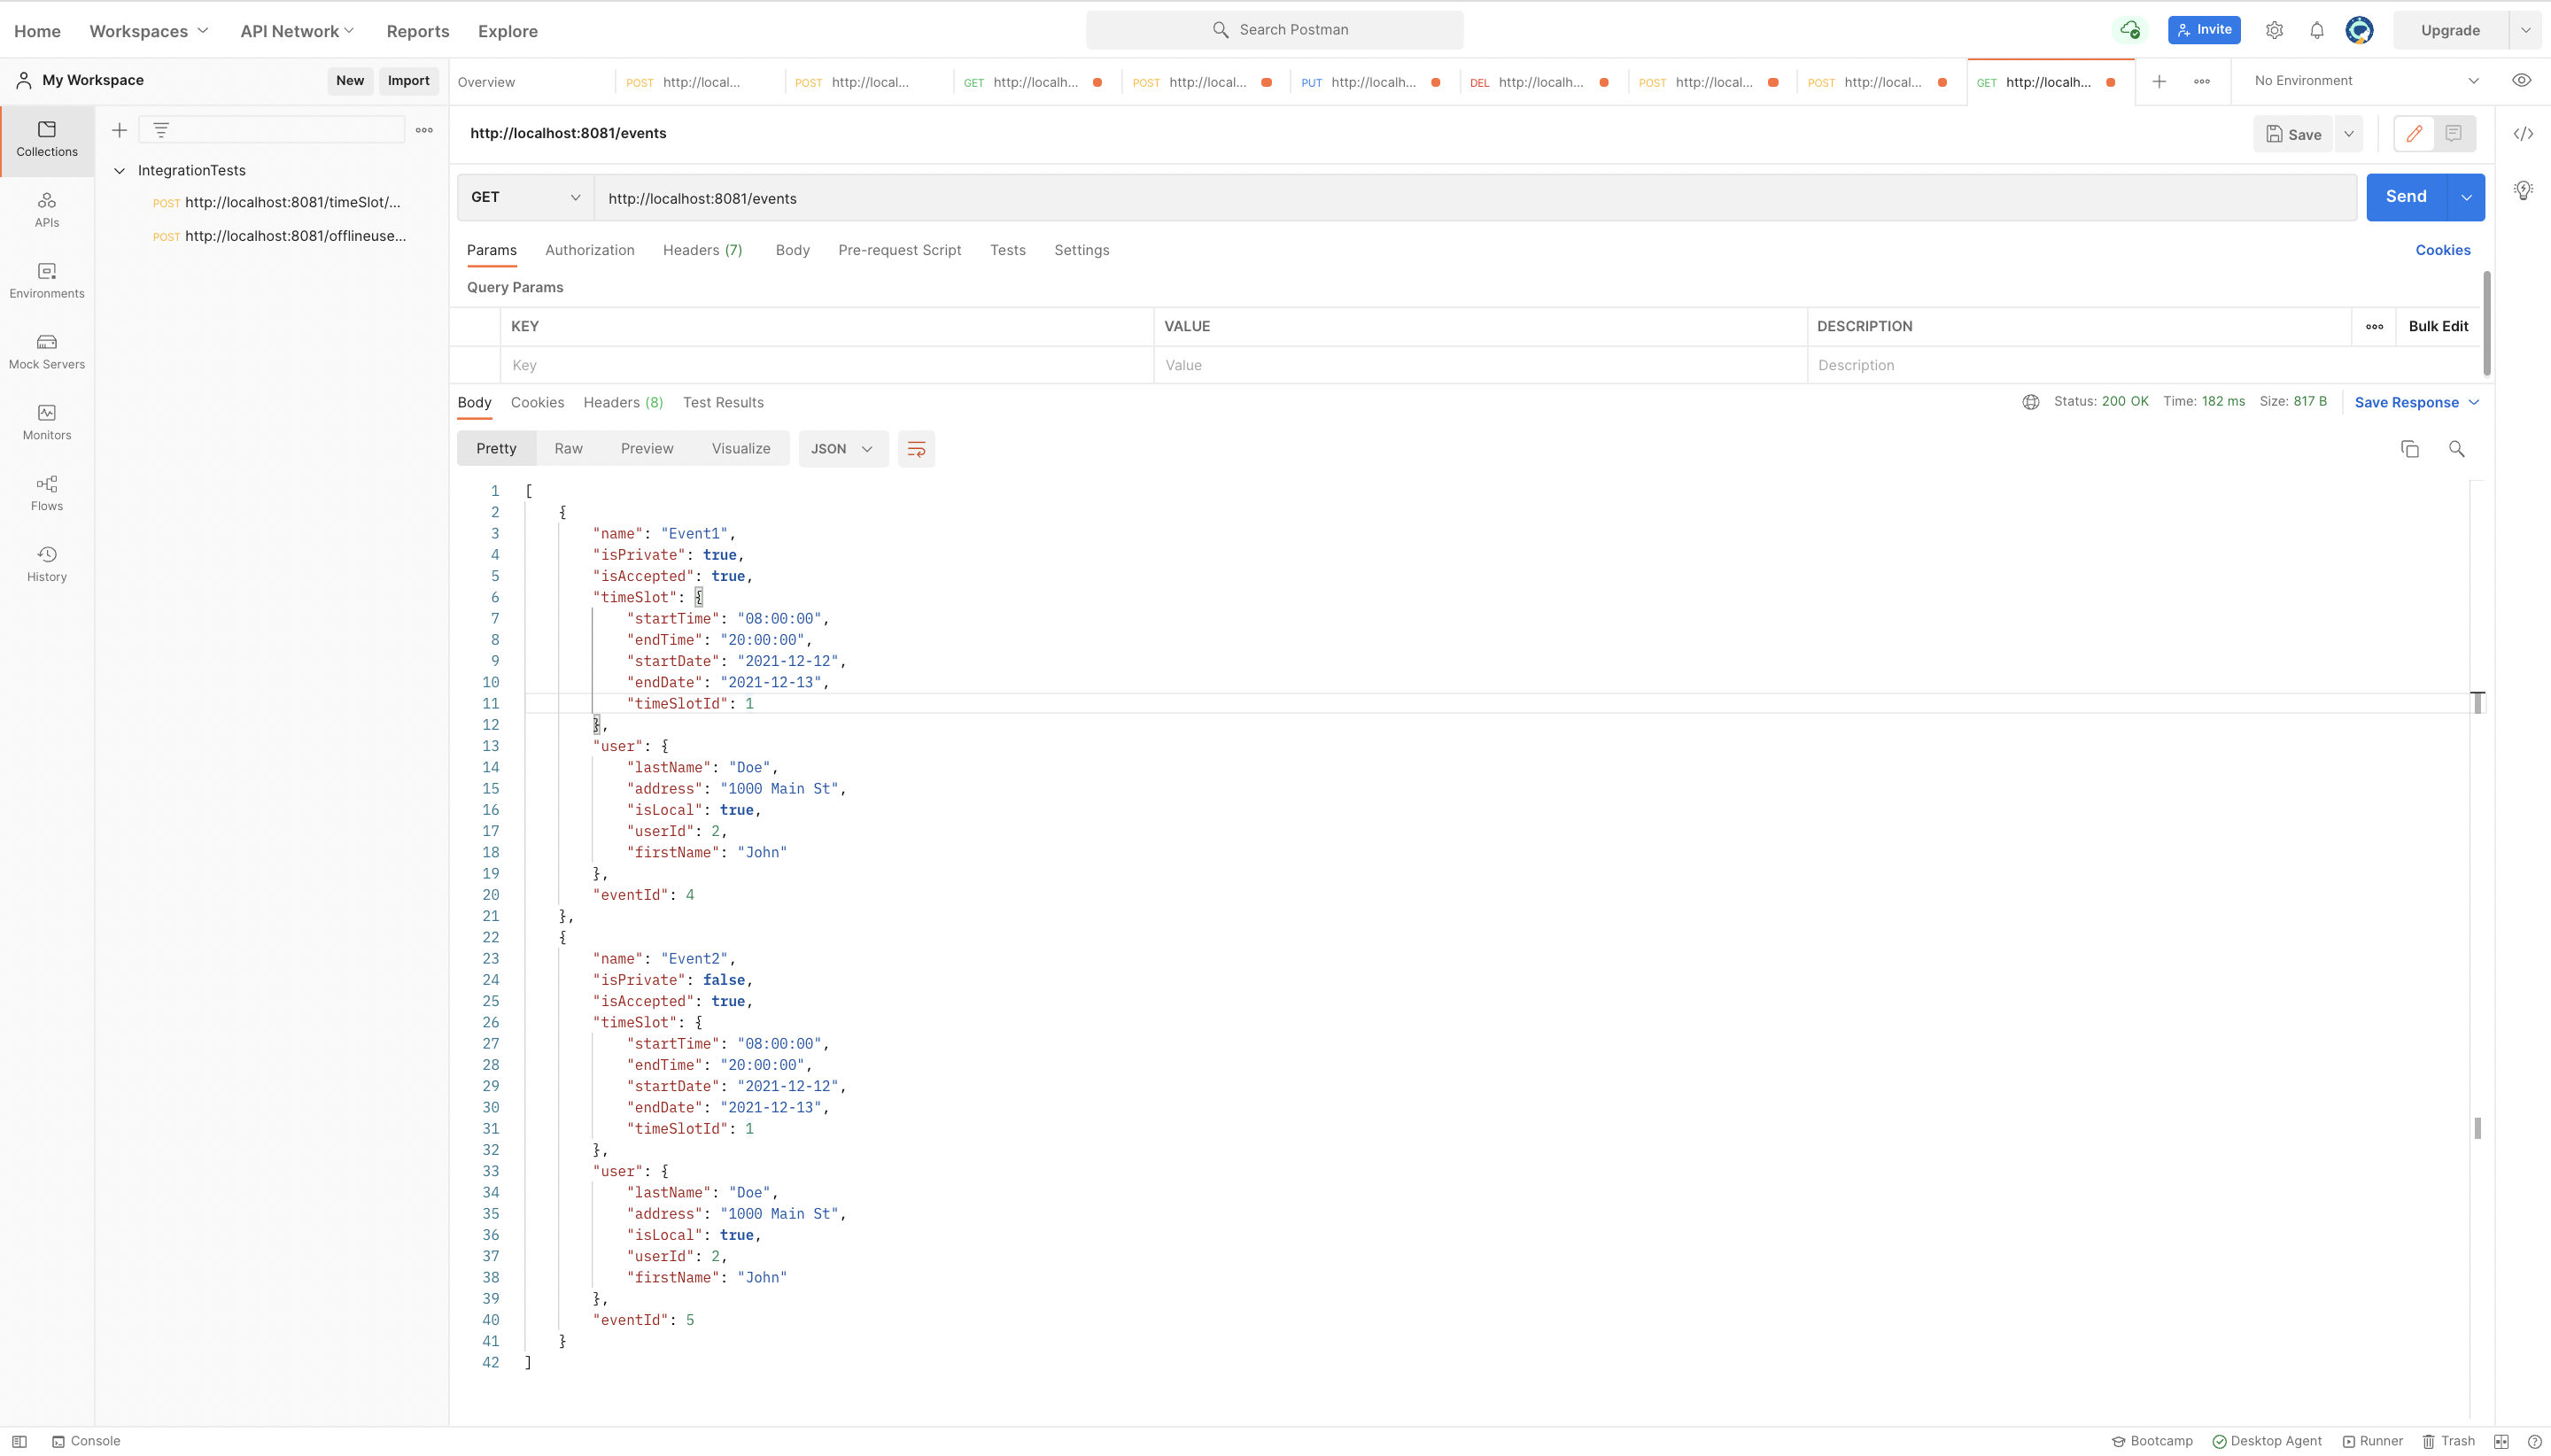 Home Workspaces API Network Reports Explore Search Postman Invite Upgrade
My Workspace New Import Overview POST http://local... POST http://local... GET http://localh... POST http://local... PUT http://localh... DEL http://localh... POST http://local... POST http://local... GET http://localh... No Environment
Collections
APIs
Environments
Mock Servers
Monitors
Flows
History
IntegrationTests
POST http://localhost:8081/timeSlot/...
POST http://localhost:8081/offlineuse...
http://localhost:8081/events Save
GET http://localhost:8081/events Send
Params Authorization Headers (7) Body Pre-request Script Tests Settings Cookies
Query Params
KEY VALUE DESCRIPTION Bulk Edit
Key Value Description
Body Cookies Headers (8) Test Results Status: 200 OK Time: 182 ms Size: 817 B Save Response
Pretty Raw Preview Visualize JSON
1 [
2 {
3 "name": "Event1",
4 "isPrivate": true,
5 "isAccepted": true,
6 "timeSlot": {
7 "startTime": "08:00:00",
8 "endTime": "20:00:00",
9 "startDate": "2021-12-12",
10 "endDate": "2021-12-13",
11 "timeSlotId": 1
12 },
13 "user": {
14 "lastName": "Doe",
15 "address": "1000 Main St",
16 "isLocal": true,
17 "userId": 2,
18 "firstName": "John"
19 },
20 "eventId": 4
21 },
22 {
23 "name": "Event2",
24 "isPrivate": false,
25 "isAccepted": true,
26 "timeSlot": {
27 "startTime": "08:00:00",
28 "endTime": "20:00:00",
29 "startDate": "2021-12-12",
30 "endDate": "2021-12-13",
31 "timeSlotId": 1
32 },
33 "user": {
34 "lastName": "Doe",
35 "address": "1000 Main St",
36 "isLocal": true,
37 "userId": 2,
38 "firstName": "John"
39 },
40 "eventId": 5
41 }
42 ]
Console Bootcamp Desktop Agent Runner Trash